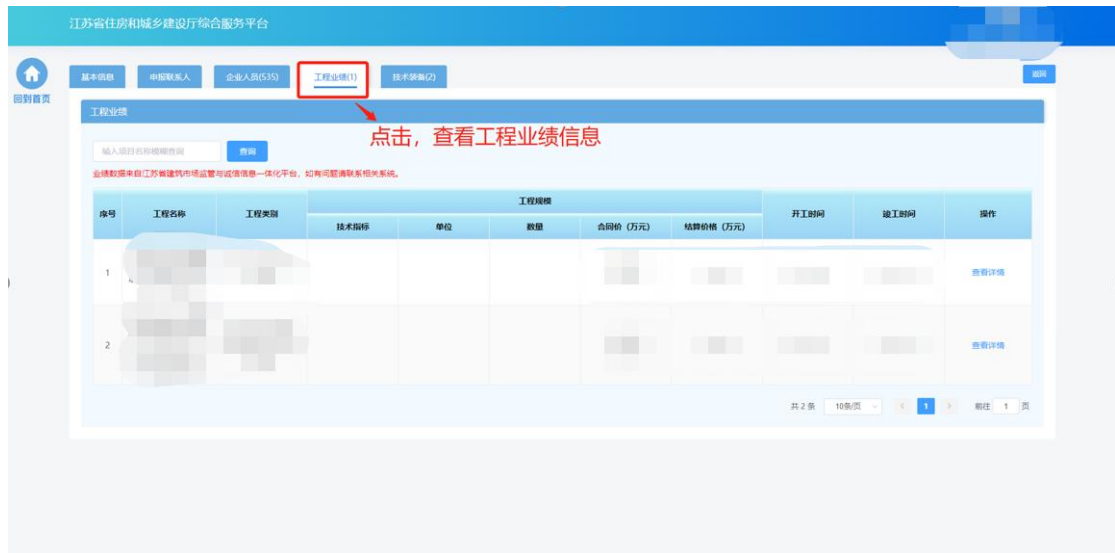 江苏省住房和城乡建设厅综合服务平台
回到首页
基本信息 申报联系人 企业人员(535) 工程业绩(1) 技术装备(2) 返回
工程业绩
点击，查看工程业绩信息
输入项目名称模糊查询 查询
业绩数据来自江苏省建筑市场监管与诚信信息一体化平台，如有问题请联系相关系统。
序号 工程名称 工程类别 工程规模 开工时间 竣工时间 操作
技术指标 单位 数量 合同价（万元） 结算价格（万元）
1 查看详情
2 查看详情
共 2 条 10条/页 1 前往 1 页